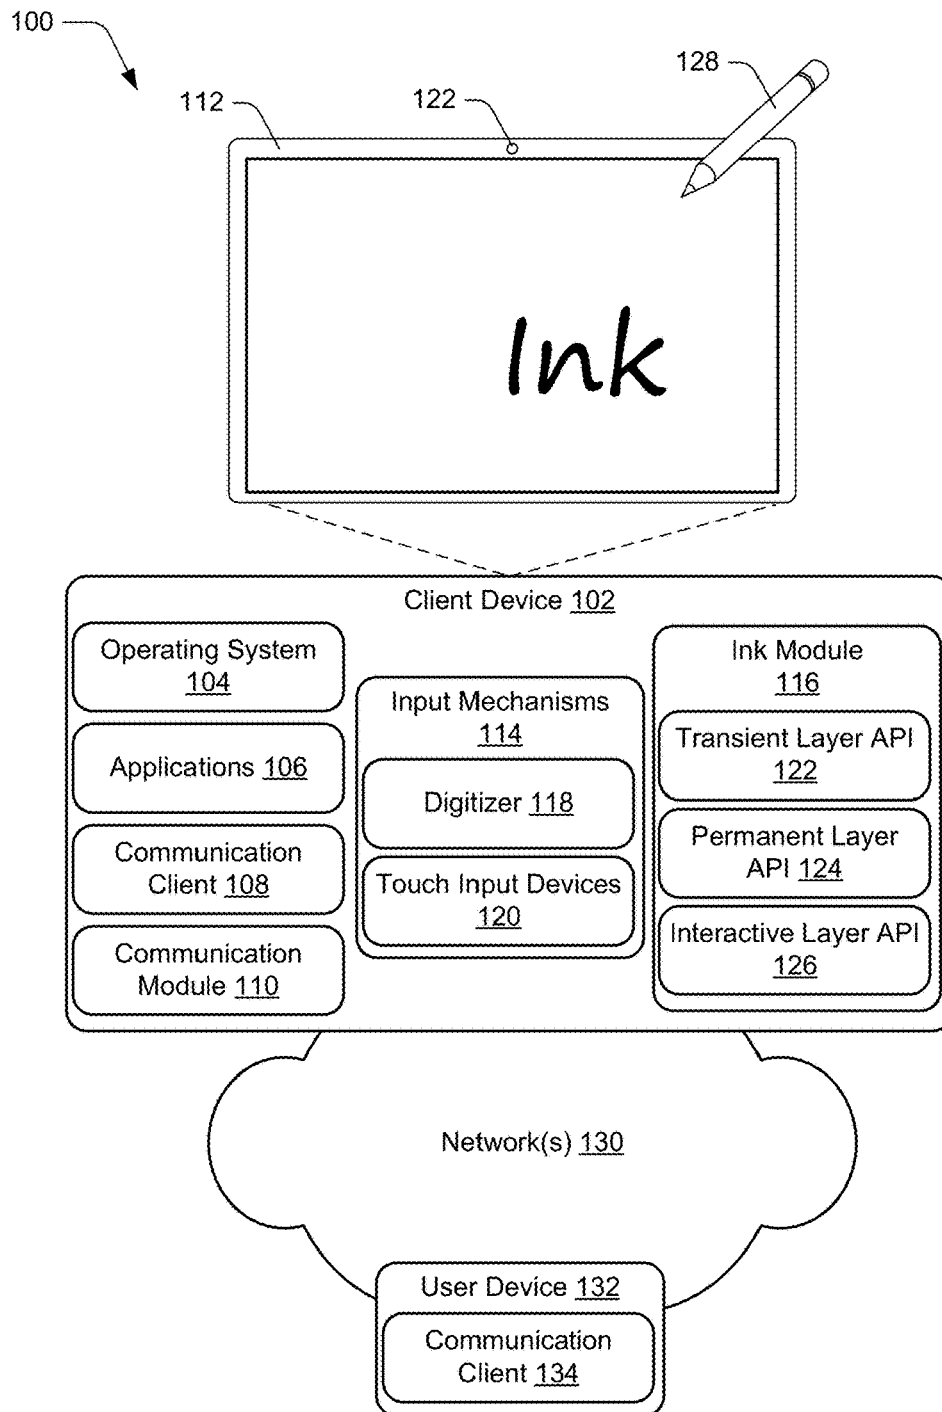 100
112
122
128
Ink
Client Device 102
Operating System
104
Applications 106
Communication
Client 108
Communication
Module 110
Input Mechanisms
114
Digitizer 118
Touch Input Devices
120
Ink Module
116
Transient Layer API
122
Permanent Layer
API 124
Interactive Layer API
126
Network(s) 130
User Device 132
Communication
Client 134